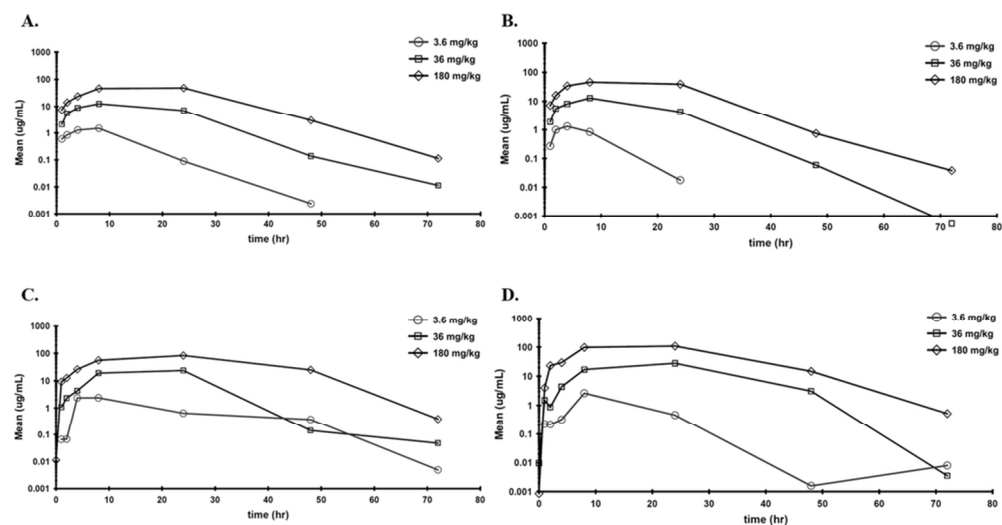 A.
3.6 mg/kg
36 mg/kg
180 mg/kg
1000
100
10
1
0.1
0.01
0.001
Mean (ug/mL)
0
10
20
30
40
50
60
70
80
time (hr)
B.
3.6 mg/kg
36 mg/kg
180 mg/kg
1000
100
10
1
0.1
0.01
0.001
Mean (ug/mL)
0
10
20
30
40
50
60
70
80
time (hr)
C.
3.6 mg/kg
36 mg/kg
180 mg/kg
1000
100
10
1
0.1
0.01
0.001
Mean (ug/mL)
0
10
20
30
40
50
60
70
80
time (hr)
D.
3.6 mg/kg
36 mg/kg
180 mg/kg
1000
100
10
1
0.1
0.01
0.001
Mean (ug/mL)
0
10
20
30
40
50
60
70
80
time (hr)